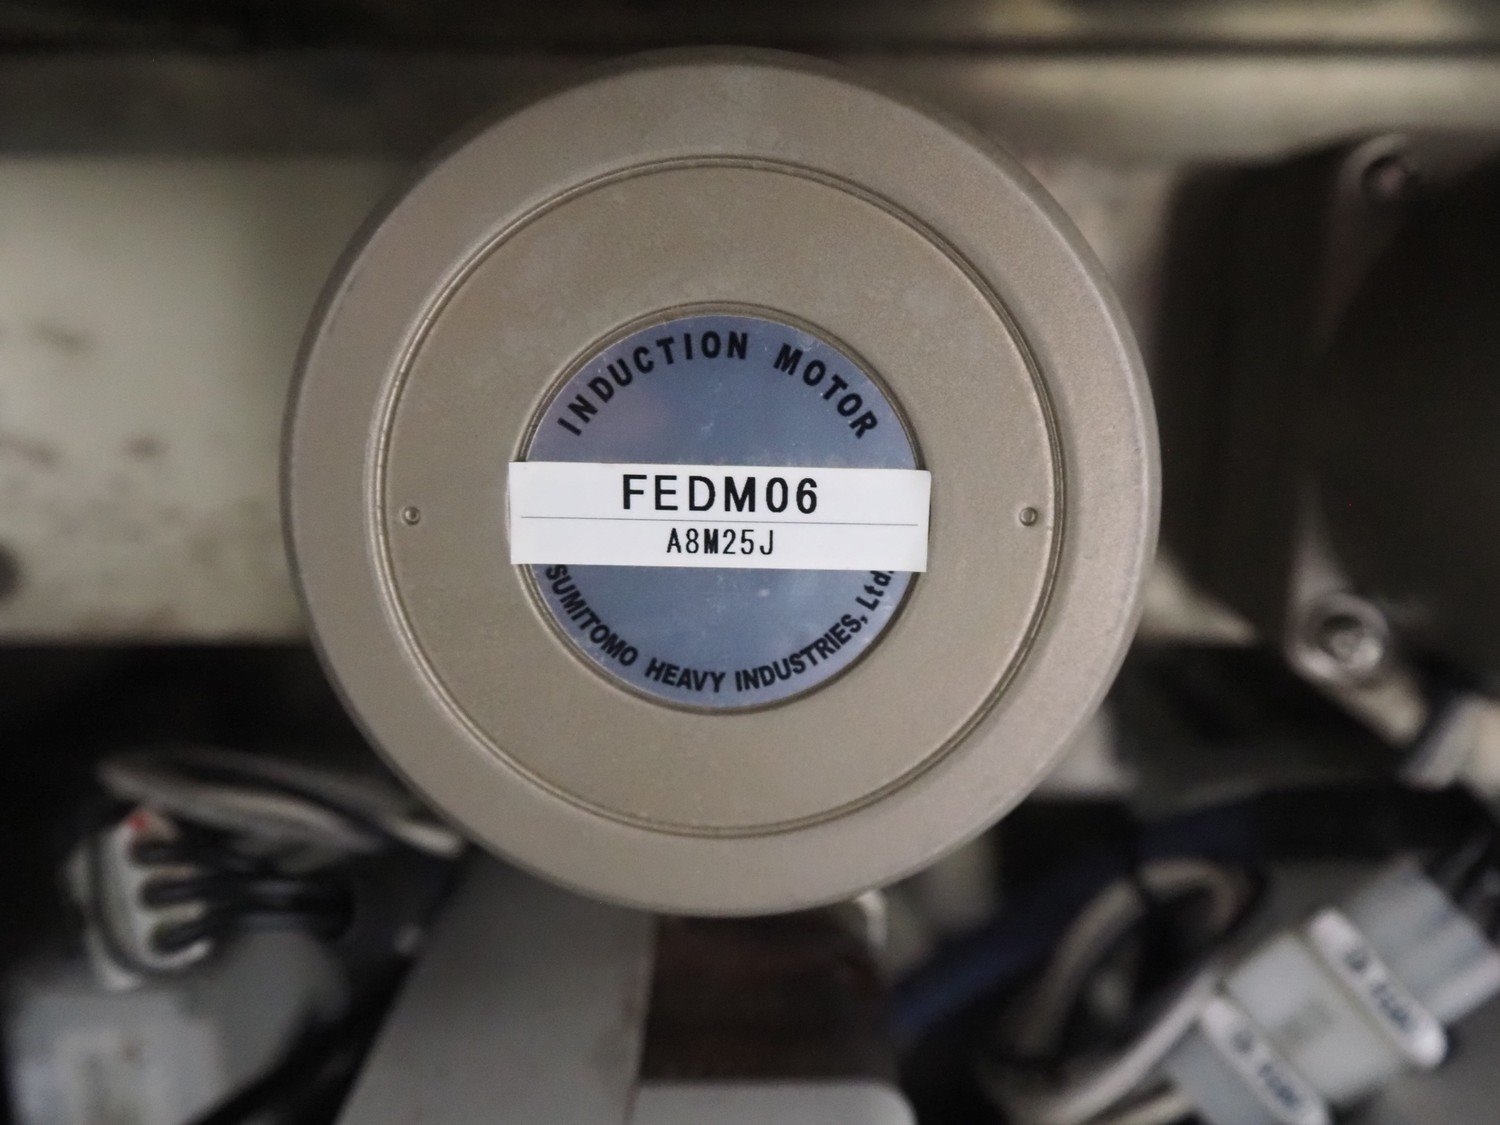 INDUCTION MOTOR
FEDM06
A8M25J
SUMITOMO HEAVY INDUSTRIES, Ltd.